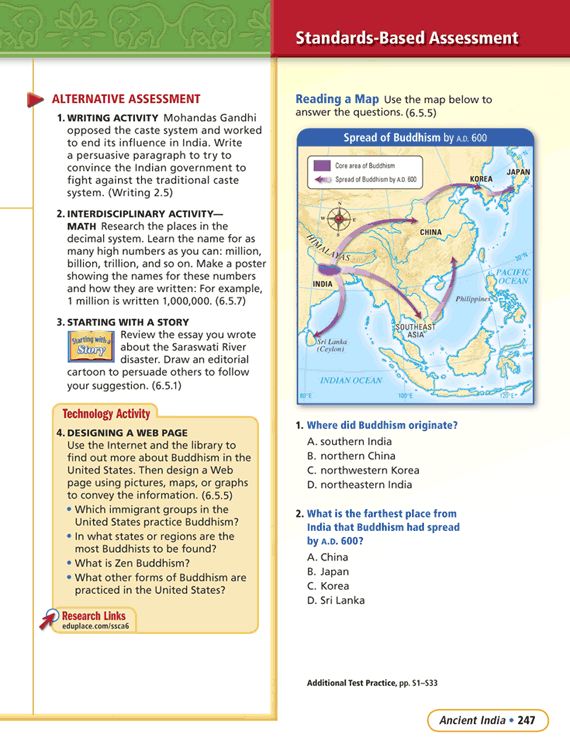 Standards-Based Assessment
ALTERNATIVE ASSESSMENT
1. WRITING ACTIVITY Mohandas Gandhi
opposed the caste system and worked
to end its influence in India. Write
a persuasive paragraph to try to
convince the Indian government to
fight against the traditional caste
system. (Writing 2.5)
2. INTERDISCIPLINARY ACTIVITY—
MATH Research the places in the
decimal system. Learn the name for as
many high numbers as you can: million,
billion, trillion, and so on. Make a poster
showing the names for these numbers
and how they are written: For example,
1 million is written 1,000,000. (6.5.7)
3. STARTING WITH A STORY
Starting with a
Story
Review the essay you wrote
about the Saraswati River
disaster. Draw an editorial
cartoon to persuade others to follow
your suggestion. (6.5.1)
Technology Activity
4. DESIGNING A WEB PAGE
Use the Internet and the library to
find out more about Buddhism in the
United States. Then design a Web
page using pictures, maps, or graphs
to convey the information. (6.5.5)
• Which immigrant groups in the
United States practice Buddhism?
• In what states or regions are the
most Buddhists to be found?
• What is Zen Buddhism?
• What other forms of Buddhism are
practiced in the United States?
Research Links
eduplace.com/ssca6
Reading a Map Use the map below to
answer the questions. (6.5.5)
Spread of Buddhism by A.D. 600
Core area of Buddhism
Spread of Buddhism by A.D. 600
JAPAN
KOREA
N
W E
S
CHINA
HIMALAYAS
30°N
PACIFIC
OCEAN
INDIA
Philippines
SOUTHEAST
ASIA
Sri Lanka
(Ceylon)
INDIAN OCEAN
80°E
100°E
120°E
1. Where did Buddhism originate?
A. southern India
B. northern China
C. northwestern Korea
D. northeastern India
2. What is the farthest place from
India that Buddhism had spread
by A.D. 600?
A. China
B. Japan
C. Korea
D. Sri Lanka
Additional Test Practice, pp. S1–S33
Ancient India • 247